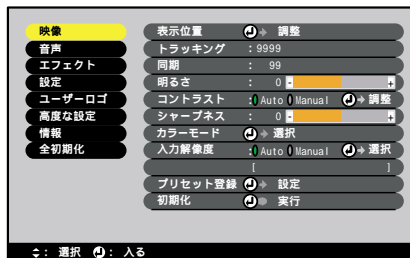 映像
音声
エフェクト
設定
ユーザーロゴ
高度な設定
情報
全初期化
表示位置 調整
トラッキング : 9999
同期 : 99
明るさ : 0 - +
コントラスト : Auto Manual 調整
シャープネス : 0 - +
カラーモード 選択
入力解像度 : Auto Manual 選択
[ ]
プリセット登録 設定
初期化 実行
: 選択 : 入る